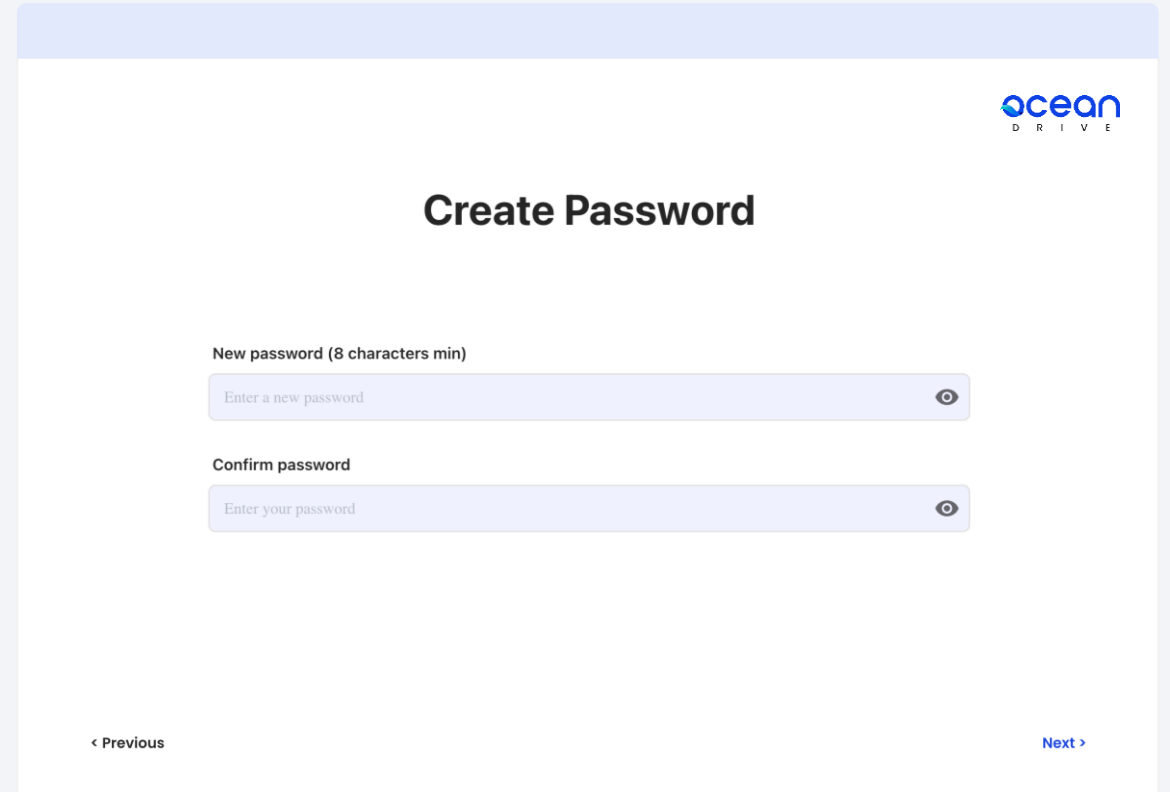 ocean
DRIVE
Create Password
New password (8 characters min)
Enter a new password
Confirm password
Enter your password
< Previous
Next >